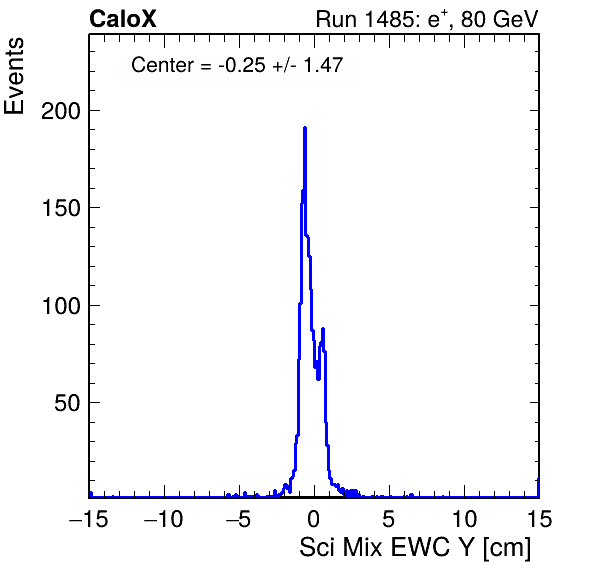 CaloX Run 1485: e⁺, 80 GeV
Events
Center = -0.25 +/- 1.47
200
150
100
50
−15 −10 −5 0 5 10 15
Sci Mix EWC Y [cm]